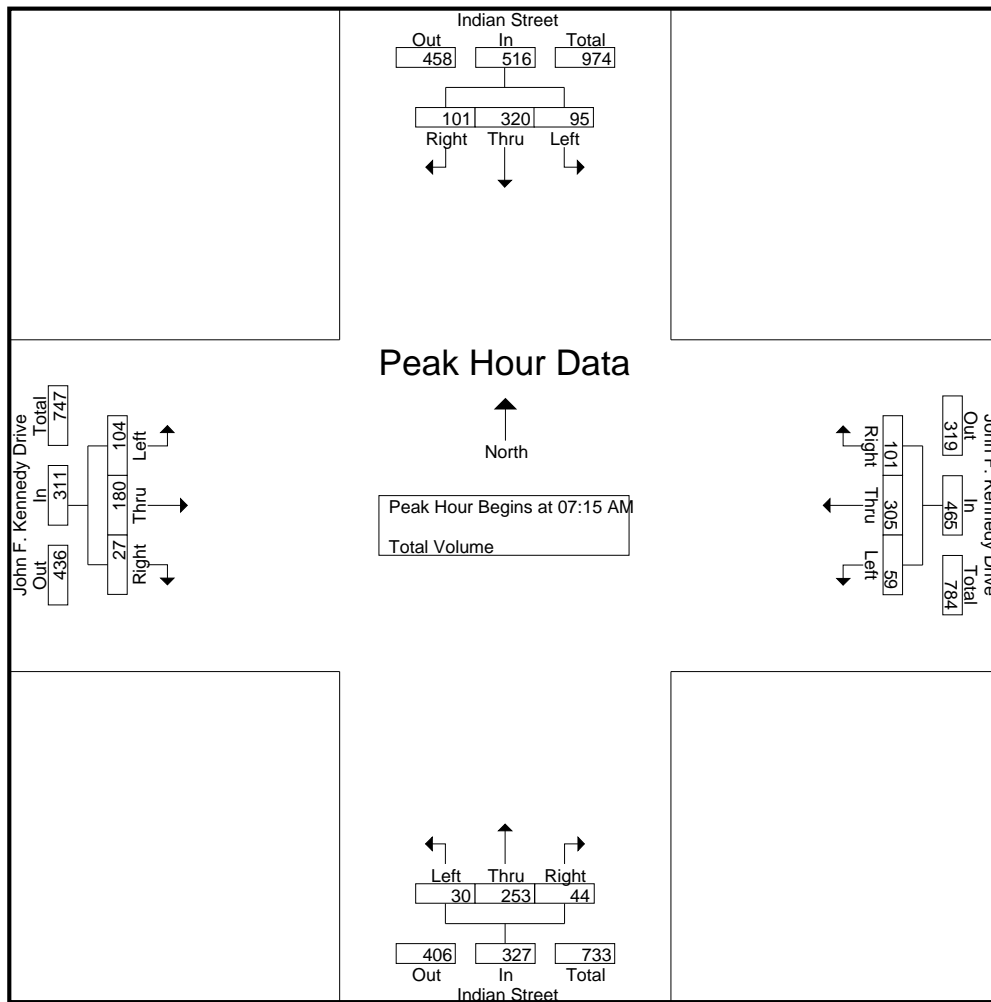 Indian Street
Out In Total
458 516 974
101 320 95
Right Thru Left
Peak Hour Data
North
Peak Hour Begins at 07:15 AM
Total Volume
John F. Kennedy Drive
Out In Total
436 311 747
27 180 104
Right Thru Left
John F. Kennedy Drive
Out In Total
319 465 784
101 305 59
Right Thru Left
Left Thru Right
30 253 44
406 327 733
Out In Total
Indian Street